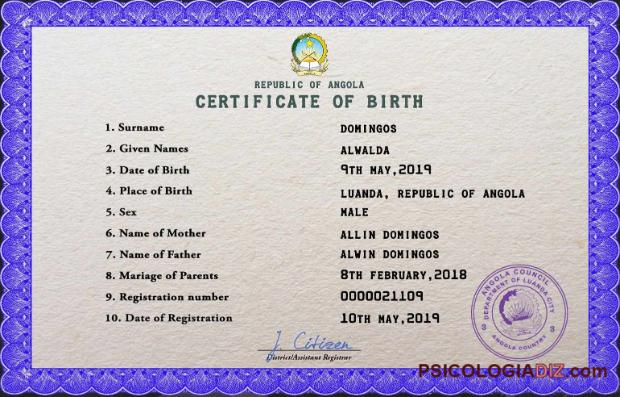 REPUBLIC OF ANGOLA
CERTIFICATE OF BIRTH
1. Surname DOMINGOS
2. Given Names ALWALDA
3. Date of Birth 9TH MAY,2019
4. Place of Birth LUANDA, REPUBLIC OF ANGOLA
5. Sex MALE
6. Name of Mother ALLIN DOMINGOS
7. Name of Father ALWIN DOMINGOS
8. Mariage of Parents 8TH FEBRUARY,2018
9. Registration number 0000021109
10. Date of Registration 10TH MAY,2019
ANGOLA COUNCIL
DEPARTMENT OF LUANDA CITY
8 8
ANGOLA COUNTRY
J. Citizen
District/Assistant Registrar
PSICOLOGIADIZ.com